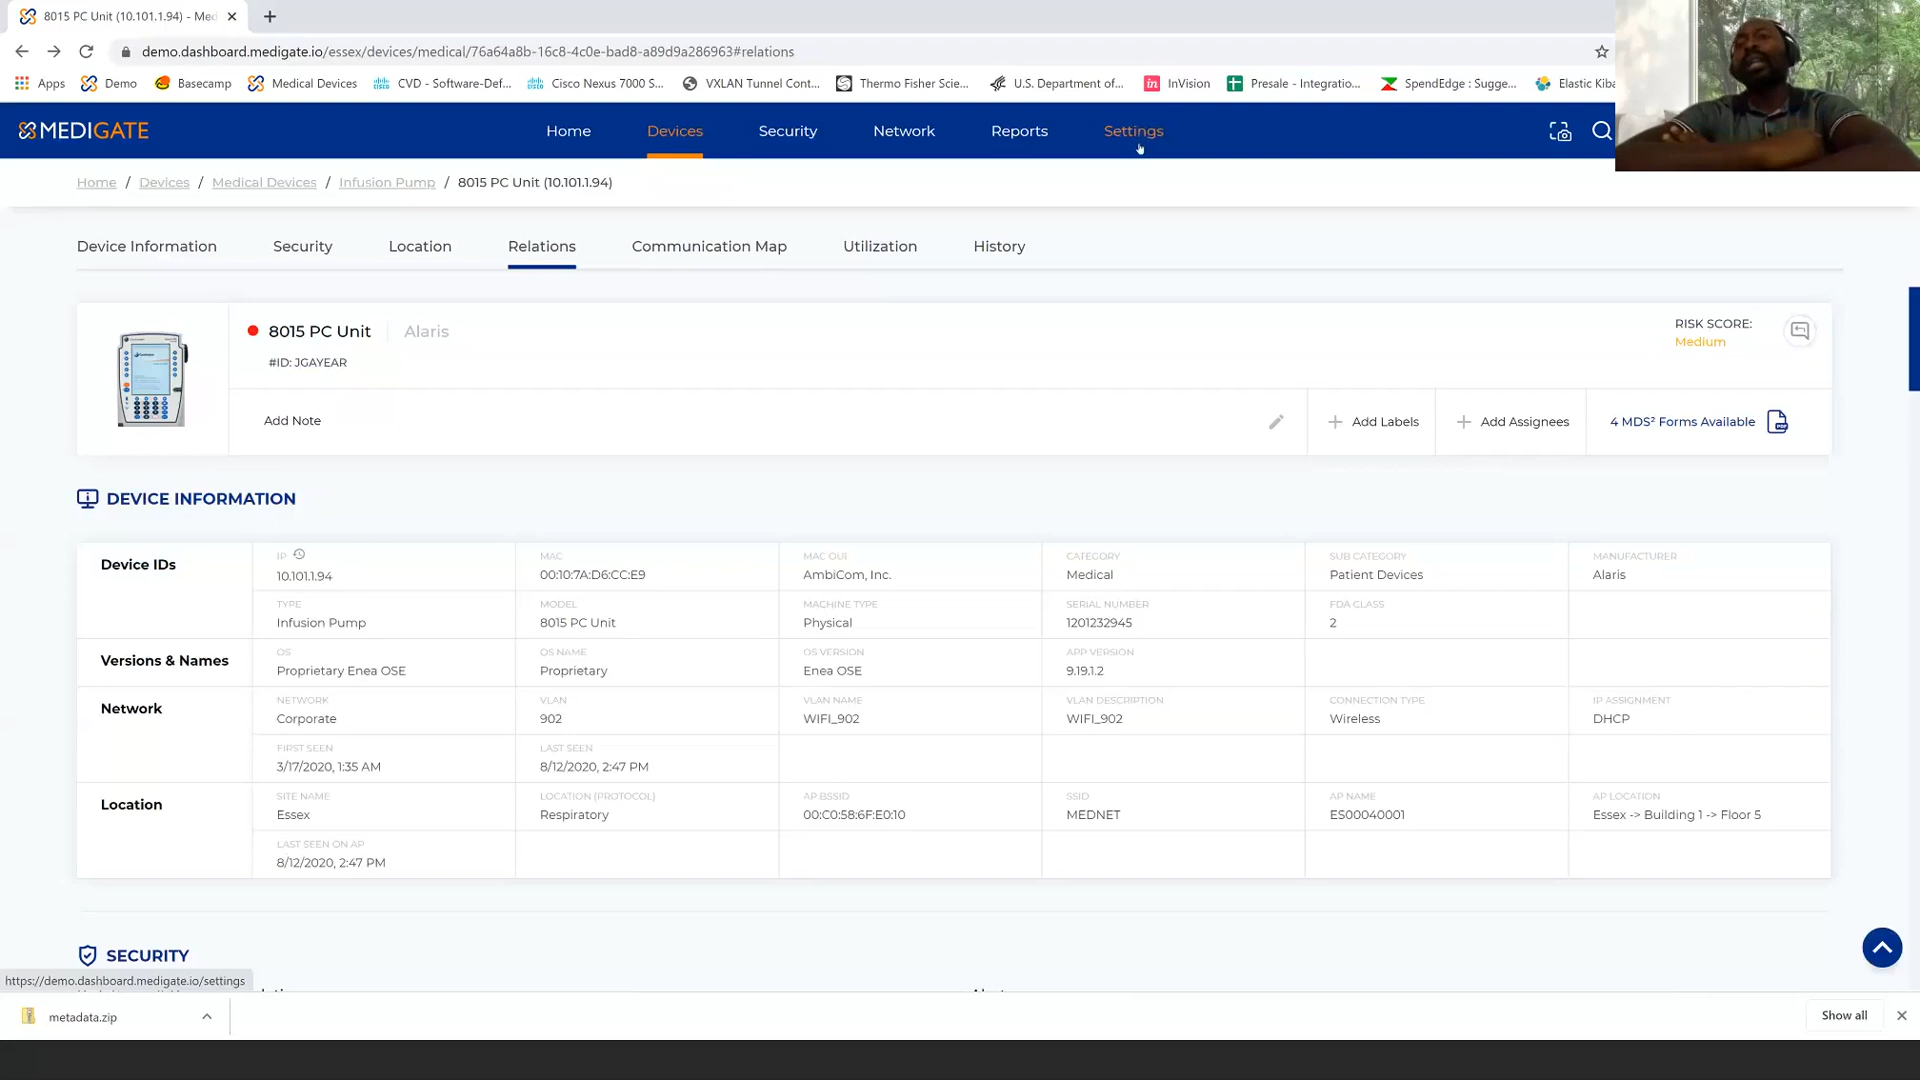 8015 PC Unit (10.101.1.94) - Med
demo.dashboard.medigate.io/essex/devices/medical/76a64a8b-16c8-4c0e-bad8-a89d9a286963#relations
Apps Demo Basecamp Medical Devices CVD - Software-Def... Cisco Nexus 7000 S... VXLAN Tunnel Cont... Thermo Fisher Scie... U.S. Department of... InVision Presale - Integratio... SpendEdge : Sugge... Elastic Kiba
MEDIGATE Home Devices Security Network Reports Settings
Home / Devices / Medical Devices / Infusion Pump / 8015 PC Unit (10.101.1.94)
Device Information Security Location Relations Communication Map Utilization History
8015 PC Unit Alaris
#ID: JGAYEAR
RISK SCORE:
Medium
Add Note
Add Labels
Add Assignees
4 MDS² Forms Available
DEVICE INFORMATION
Device IDs
IP MAC MAC OUI CATEGORY SUB CATEGORY MANUFACTURER
10.101.1.94 00:10:7A:D6:CC:E9 AmbiCom, Inc. Medical Patient Devices Alaris
TYPE MODEL MACHINE TYPE SERIAL NUMBER FDA CLASS
Infusion Pump 8015 PC Unit Physical 1201232945 2
Versions & Names
OS OS NAME OS VERSION APP VERSION
Proprietary Enea OSE Proprietary Enea OSE 9.19.1.2
Network
NETWORK VLAN VLAN NAME VLAN DESCRIPTION CONNECTION TYPE IP ASSIGNMENT
Corporate 902 WIFI_902 WIFI_902 Wireless DHCP
FIRST SEEN LAST SEEN
3/17/2020, 1:35 AM 8/12/2020, 2:47 PM
Location
SITE NAME LOCATION (PROTOCOL) AP BSSID SSID AP NAME AP LOCATION
Essex Respiratory 00:C0:58:6F:E0:10 MEDNET ES00040001 Essex -> Building 1 -> Floor 5
LAST SEEN ON AP
8/12/2020, 2:47 PM
SECURITY
https://demo.dashboard.medigate.io/settings
metadata.zip
Show all